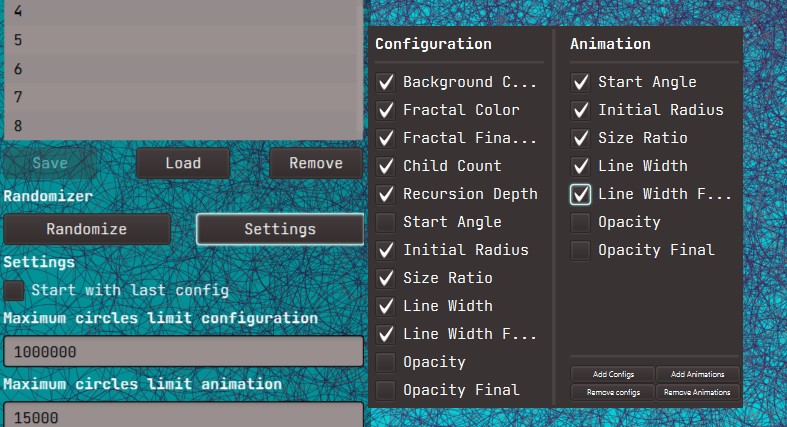 4
5
6
7
8
Save Load Remove
Randomizer
Randomize Settings
Settings
Start with last config
Maximum circles limit configuration
1000000
Maximum circles limit animation
15000
Configuration
Background C...
Fractal Color
Fractal Fina...
Child Count
Recursion Depth
Start Angle
Initial Radius
Size Ratio
Line Width
Line Width F...
Opacity
Opacity Final
Animation
Start Angle
Initial Radius
Size Ratio
Line Width
Line Width F...
Opacity
Opacity Final
Add Configs Add Animations
Remove configs Remove Animations